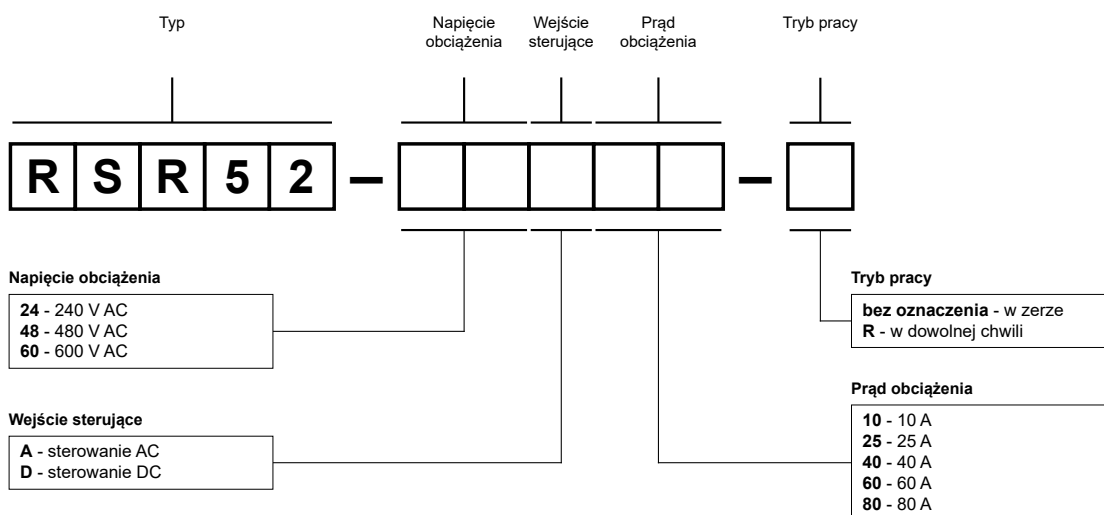 Typ
Napięcie
obciążenia
Wejście
sterujące
Prąd
obciążenia
Tryb pracy
R S R 5 2 – –
Napięcie obciążenia
24 - 240 V AC
48 - 480 V AC
60 - 600 V AC
Wejście sterujące
A - sterowanie AC
D - sterowanie DC
Tryb pracy
bez oznaczenia - w zerze
R - w dowolnej chwili
Prąd obciążenia
10 - 10 A
25 - 25 A
40 - 40 A
60 - 60 A
80 - 80 A